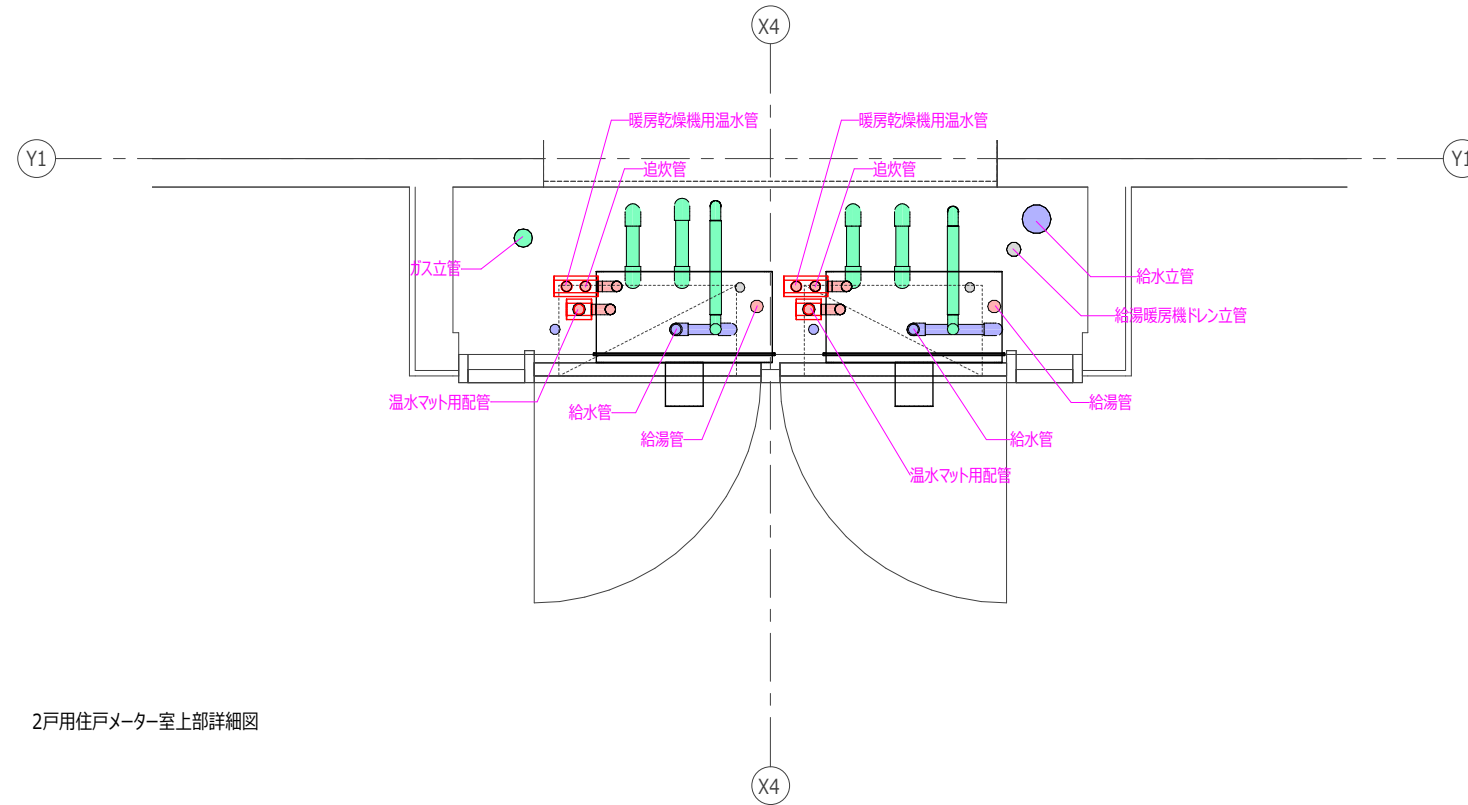 X4
暖房乾燥機用温水管
暖房乾燥機用温水管
Y1
Y1
追炊管
追炊管
ガス立管
給水立管
給湯暖房機ドレン立管
温水マット用配管
給水管
給湯管
給湯管
給水管
温水マット用配管
2戸用住戸メーター室上部詳細図
X4